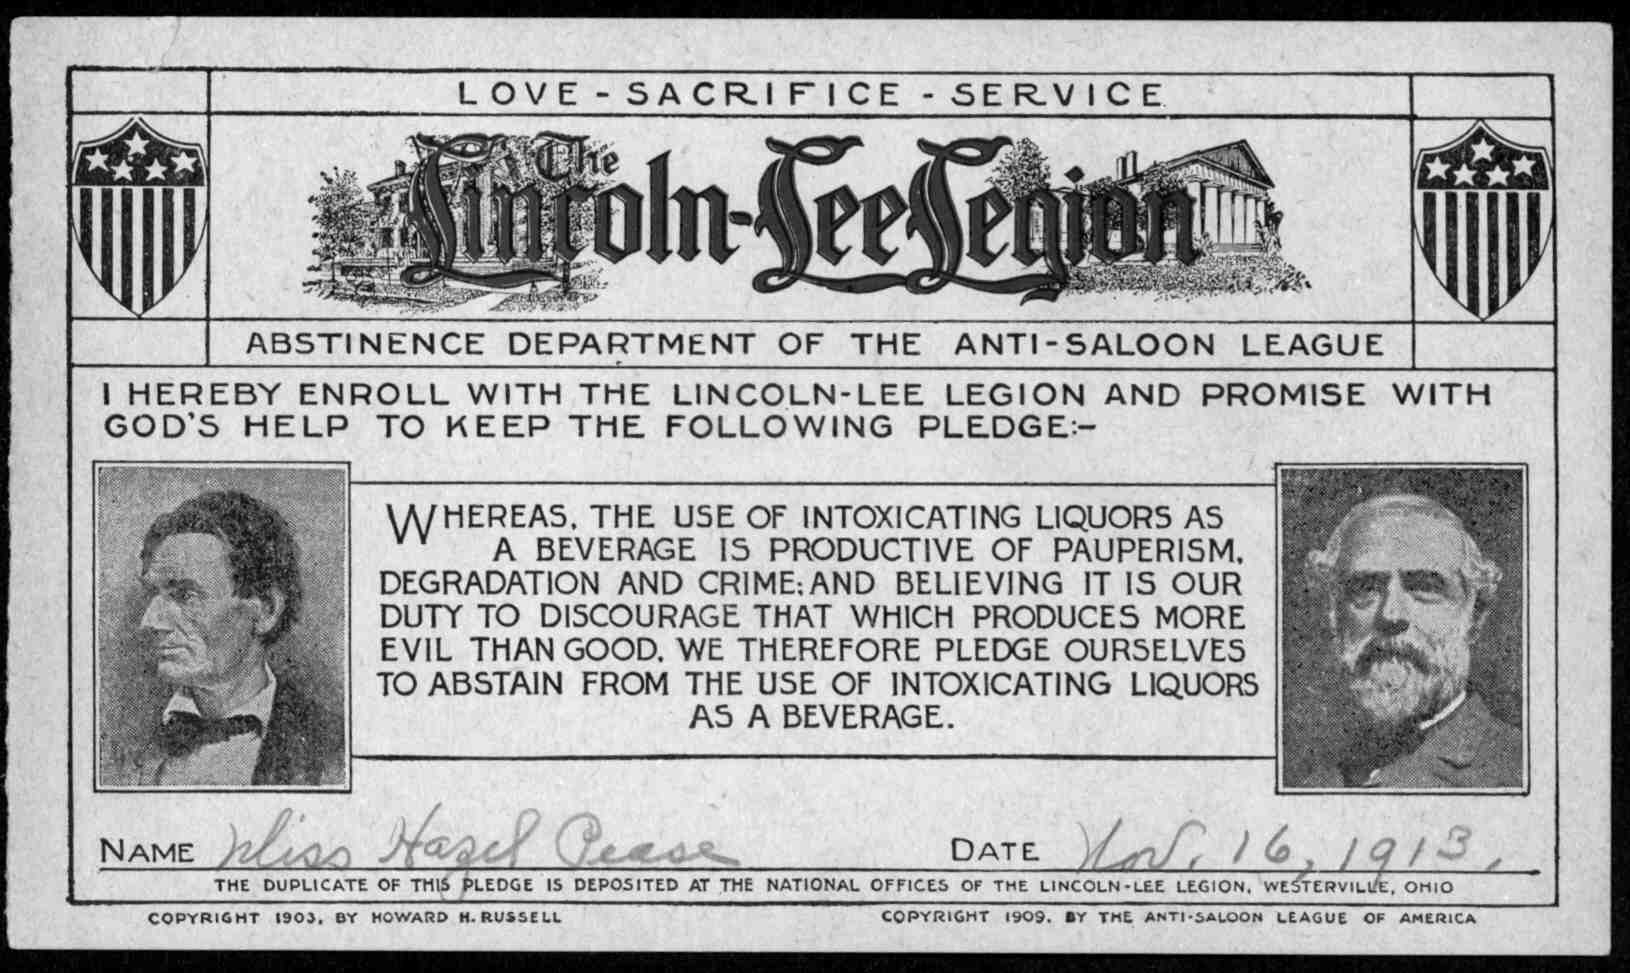 LOVE - SACRIFICE - SERVICE
The Lincoln-Lee Legion
ABSTINENCE DEPARTMENT OF THE ANTI-SALOON LEAGUE
I HEREBY ENROLL WITH THE LINCOLN-LEE LEGION AND PROMISE WITH
GOD'S HELP TO KEEP THE FOLLOWING PLEDGE:-
WHEREAS, THE USE OF INTOXICATING LIQUORS AS
A BEVERAGE IS PRODUCTIVE OF PAUPERISM,
DEGRADATION AND CRIME; AND BELIEVING IT IS OUR
DUTY TO DISCOURAGE THAT WHICH PRODUCES MORE
EVIL THAN GOOD, WE THEREFORE PLEDGE OURSELVES
TO ABSTAIN FROM THE USE OF INTOXICATING LIQUORS
AS A BEVERAGE.
NAME Miss Hazel Pease DATE Nov. 16, 1913.
THE DUPLICATE OF THIS PLEDGE IS DEPOSITED AT THE NATIONAL OFFICES OF THE LINCOLN-LEE LEGION, WESTERVILLE, OHIO
COPYRIGHT 1903, BY HOWARD H. RUSSELL COPYRIGHT 1909, BY THE ANTI-SALOON LEAGUE OF AMERICA